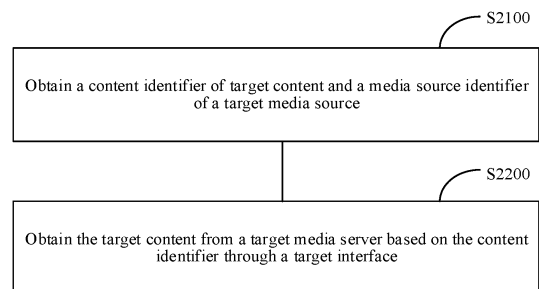 S2100
Obtain a content identifier of target content and a media source identifier
of a target media source
S2200
Obtain the target content from a target media server based on the content
identifier through a target interface